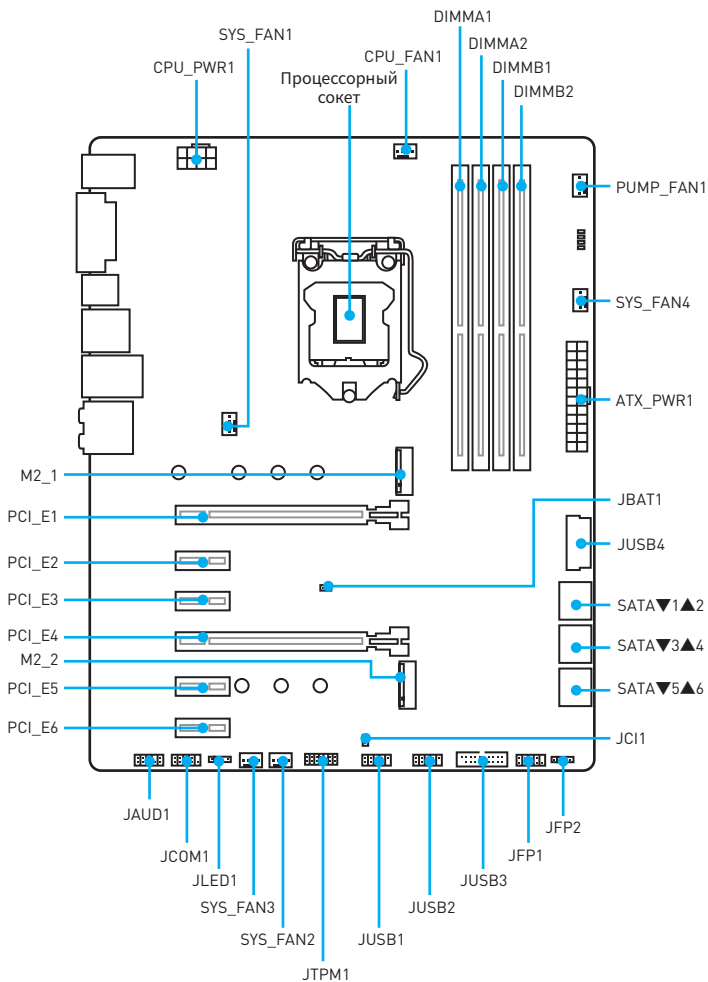 DIMMA1
SYS_FAN1
DIMMA2
CPU_FAN1
CPU_PWR1
DIMMB1
Процессорный
сокет
DIMMB2
PUMP_FAN1
SYS_FAN4
ATX_PWR1
M2_1
JBAT1
PCI_E1
JUSB4
PCI_E2
PCI_E3
SATA▼1▲2
PCI_E4
SATA▼3▲4
M2_2
PCI_E5
SATA▼5▲6
PCI_E6
JCI1
JAUD1
JFP2
JCOM1
JFP1
JLED1
JUSB3
SYS_FAN3
JUSB2
SYS_FAN2
JUSB1
JTPM1